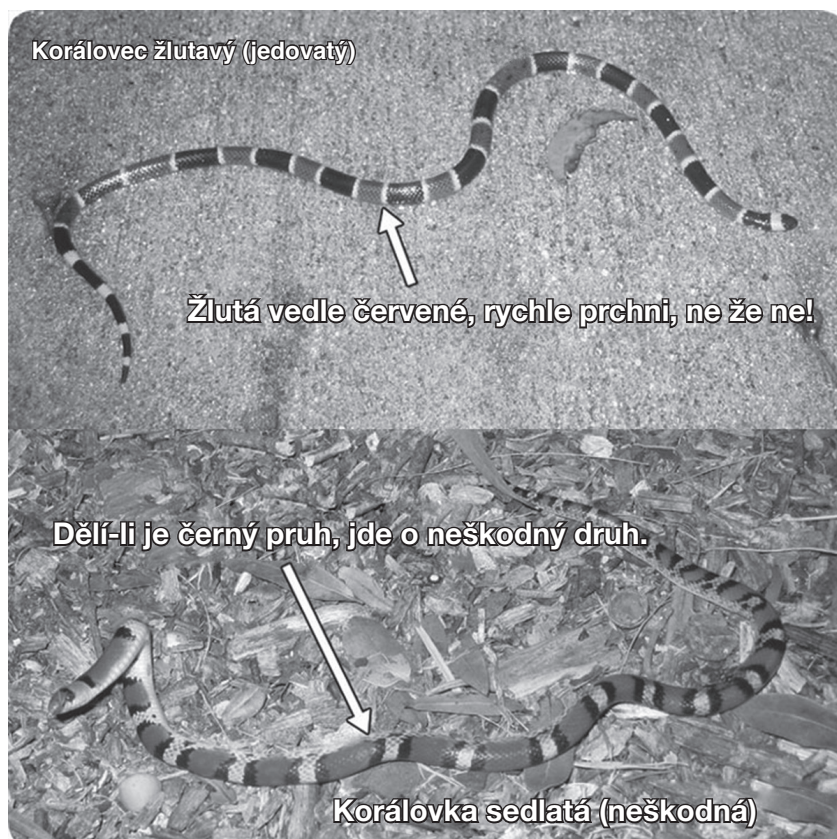 Korálovec žlutavý (jedovatý)
Žlutá vedle červené, rychle prchni, ne že ne!
Dělí-li je černý pruh, jde o neškodný druh.
Korálovka sedlatá (neškodná)